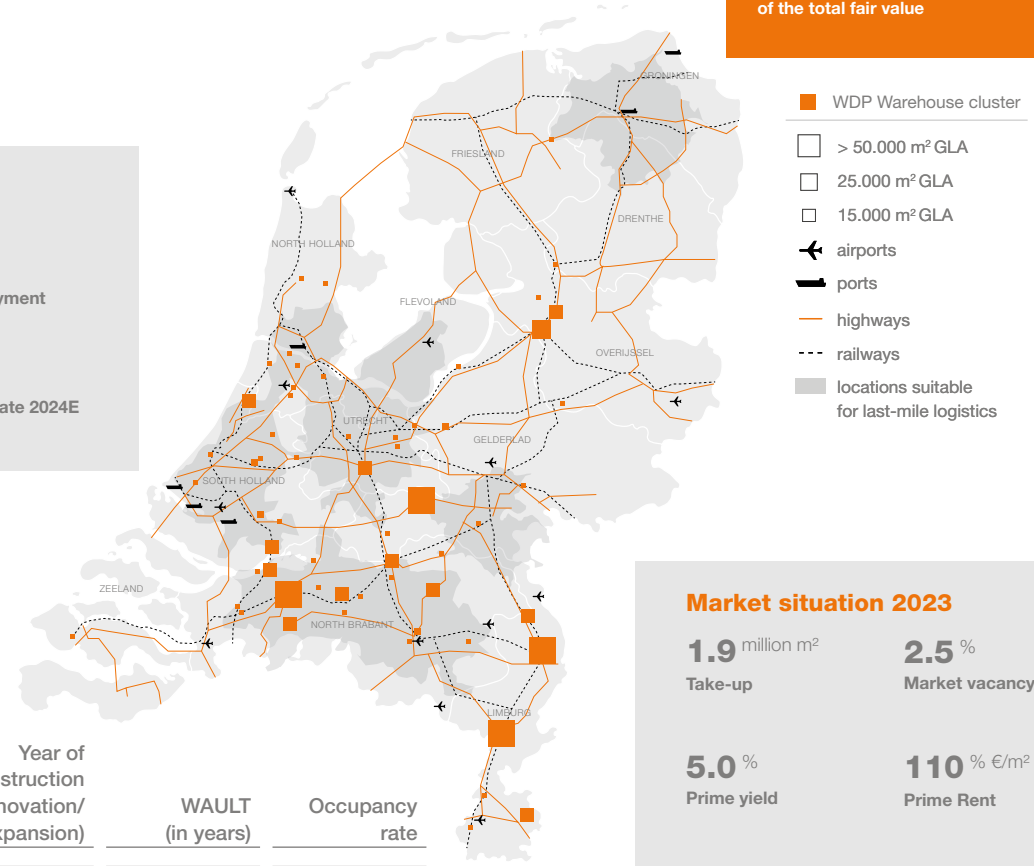 of the total fair value
WDP Warehouse cluster
> 50.000 m² GLA
25.000 m² GLA
15.000 m² GLA
airports
ports
highways
railways
locations suitable
for last-mile logistics
GRONINGEN
FRIESLAND
DRENTHE
NORTH HOLLAND
FLEVOLAND
OVERIJSSEL
UTRECHT
GELDERLAD
SOUTH HOLLAND
ZEELAND
NORTH BRABANT
LIMBURG
yment
ate 2024E
Market situation 2023
1.9 million m²
Take-up
2.5 %
Market vacancy
5.0 %
Prime yield
110 % €/m²
Prime Rent
Year of
struction
novation/
xpansion)
WAULT
(in years)
Occupancy
rate